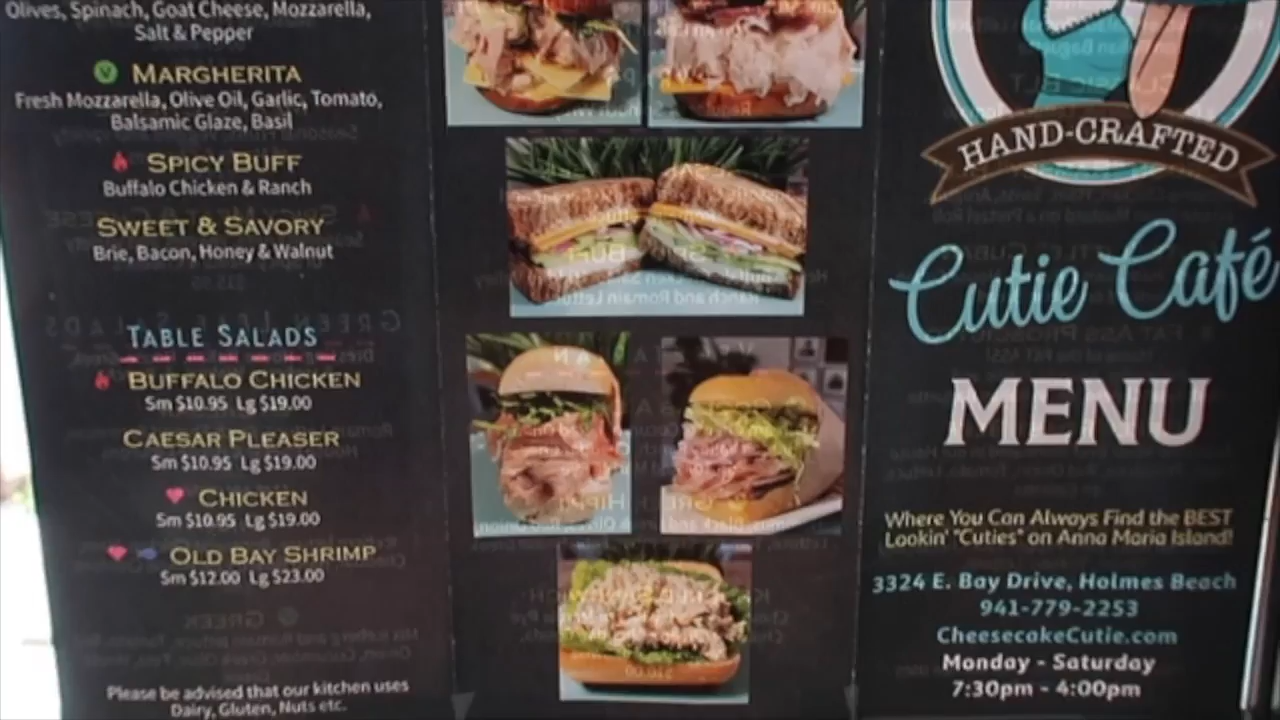 Olives, Spinach, Goat Cheese, Mozzarella,
Salt & Pepper
V MARGHERITA
Fresh Mozzarella, Olive Oil, Garlic, Tomato,
Balsamic Glaze, Basil
SPICY BUFF
Buffalo Chicken & Ranch
SWEET & SAVORY
Brie, Bacon, Honey & Walnut
TABLE SALADS
BUFFALO CHICKEN
Sm $10.95 Lg $19.00
CAESAR PLEASER
Sm $10.95 Lg $19.00
CHICKEN
Sm $10.95 Lg $19.00
OLD BAY SHRIMP
Sm $12.00 Lg $23.00
Please be advised that our kitchen uses
Dairy, Gluten, Nuts etc.
HAND-CRAFTED
Cutie Café
MENU
Where You Can Always Find the BEST
Lookin' "Cuties" on Anna Maria Island!
3324 E. Bay Drive, Holmes Beach
941-779-2253
CheesecakeCutie.com
Monday - Saturday
7:30pm - 4:00pm